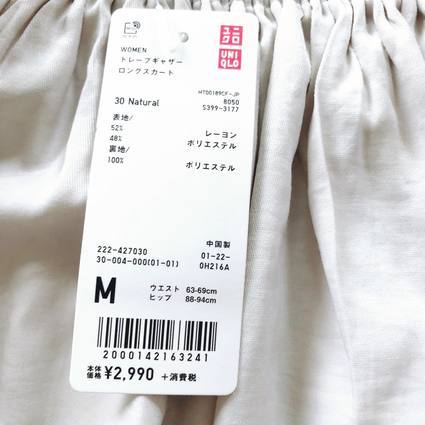 ユニ
クロ
UNI
QLO
WOMEN
ドレープギャザー
ロングスカート
30 Natural
HT00189CF-JP
8050
S399-3177
表地/
52% レーヨン
48% ポリエステル
裏地/
100% ポリエステル
222-427030 中国製
30-004-000(01-01) 01-22-
0H216A
M ウエスト 63-69cm
ヒップ 88-94cm
2000142163241
本体
価格 ¥2,990 +消費税